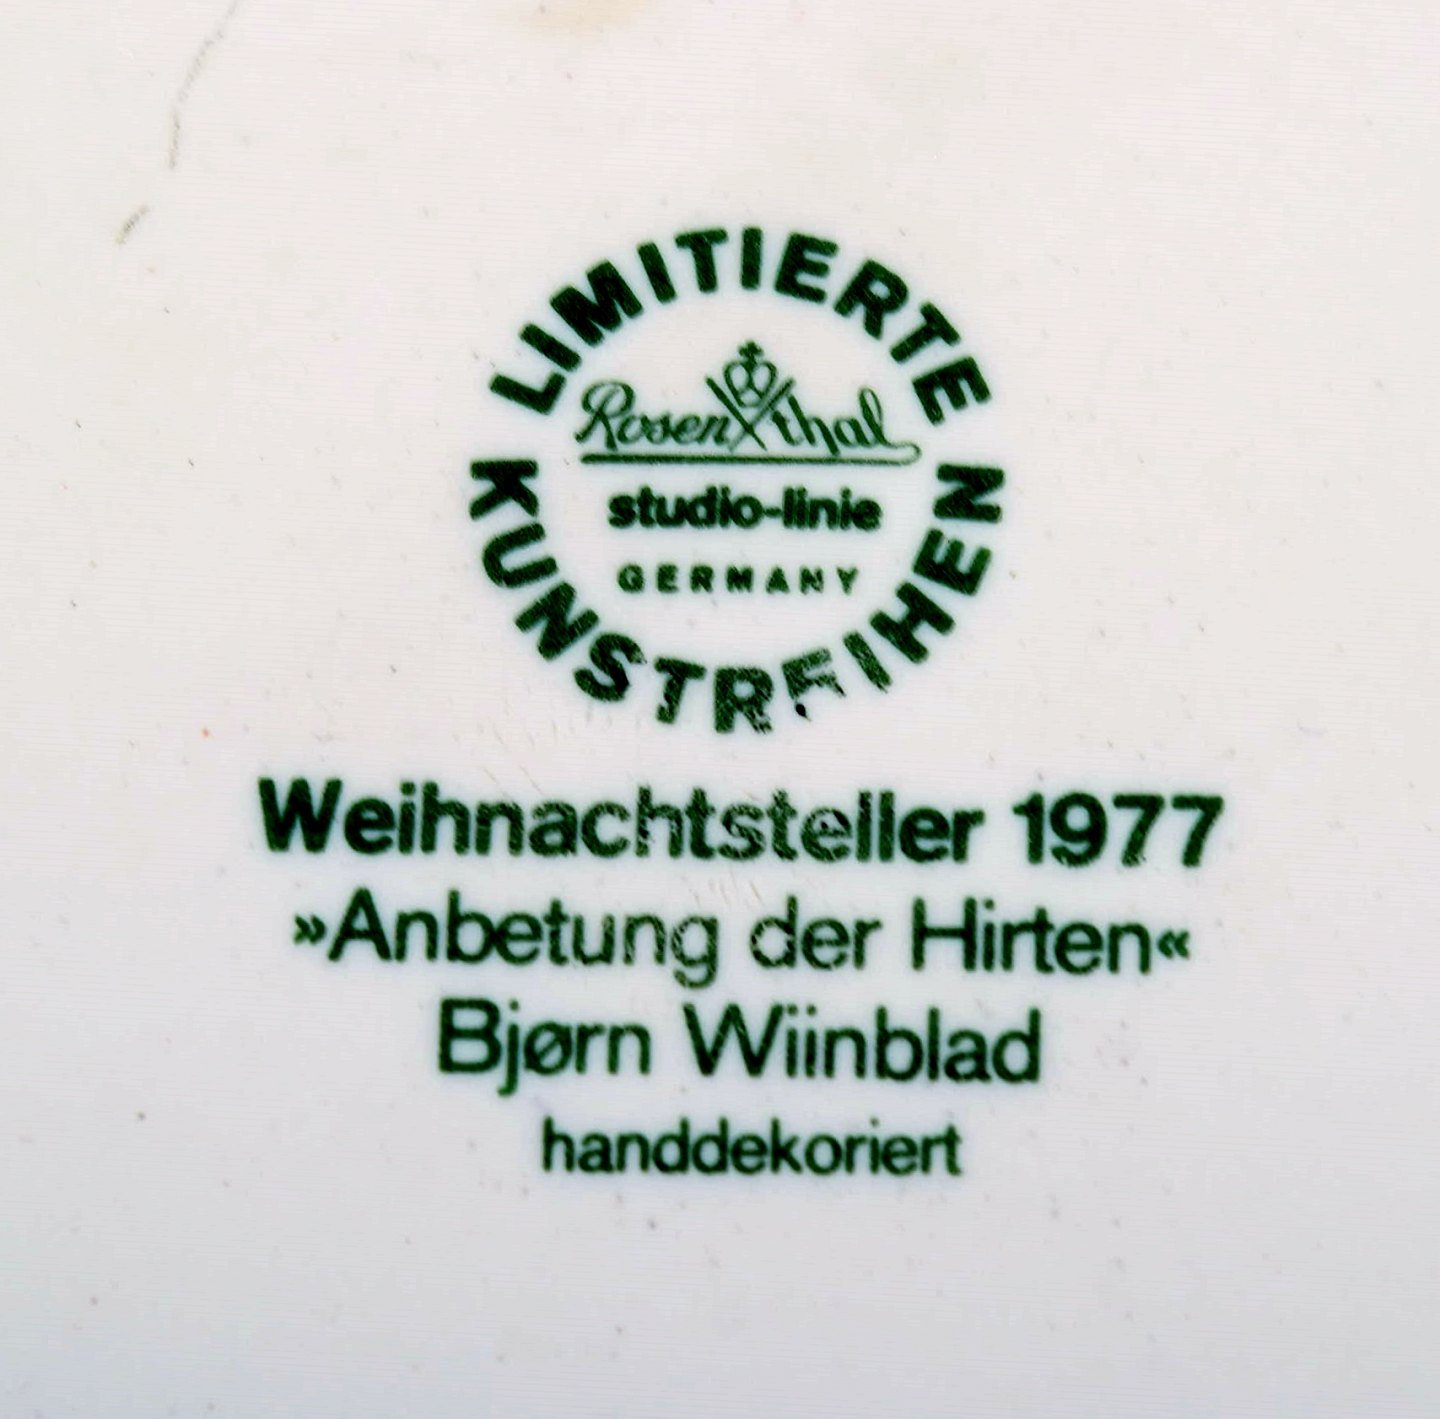 LIMITIERTE
Rosenthal
studio-linie
GERMANY
KUNSTREIHEN
Weihnachtsteller 1977
»Anbetung der Hirten«
Bjørn Wiinblad
handdekoriert